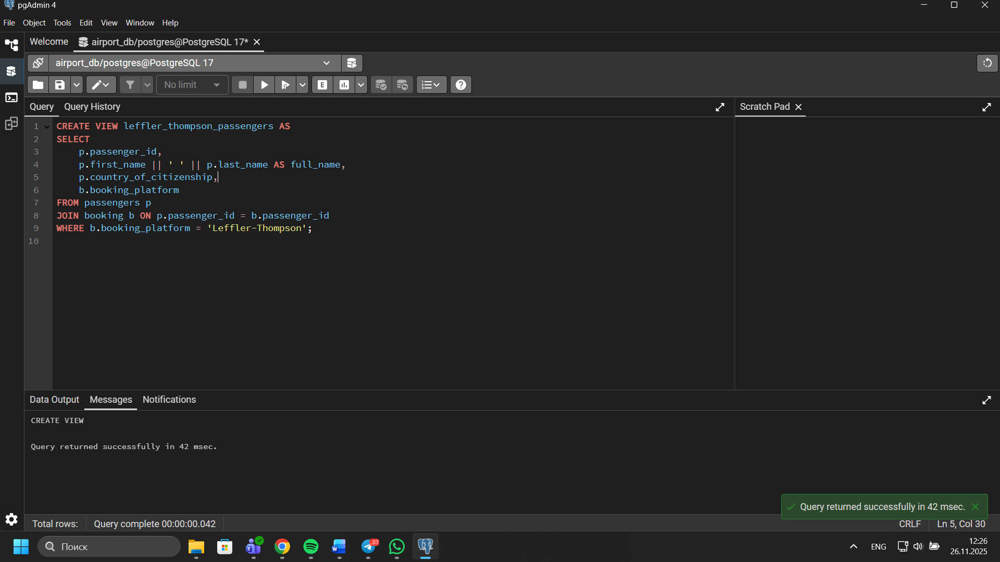 pgAdmin 4
File Object Tools Edit View Window Help
Welcome airport_db/postgres@PostgreSQL 17*
airport_db/postgres@PostgreSQL 17
No limit
E
Query Query History
Scratch Pad
1 CREATE VIEW leffler_thompson_passengers AS
2 SELECT
3 p.passenger_id,
4 p.first_name || ' ' || p.last_name AS full_name,
5 p.country_of_citizenship,
6 b.booking_platform
7 FROM passengers p
8 JOIN booking b ON p.passenger_id = b.passenger_id
9 WHERE b.booking_platform = 'Leffler-Thompson';
10
Data Output Messages Notifications
CREATE VIEW
Query returned successfully in 42 msec.
Query returned successfully in 42 msec.
Total rows: Query complete 00:00:00.042
CRLF Ln 5, Col 30
Поиск
T
W
.07
ENG
12:26
26.11.2025